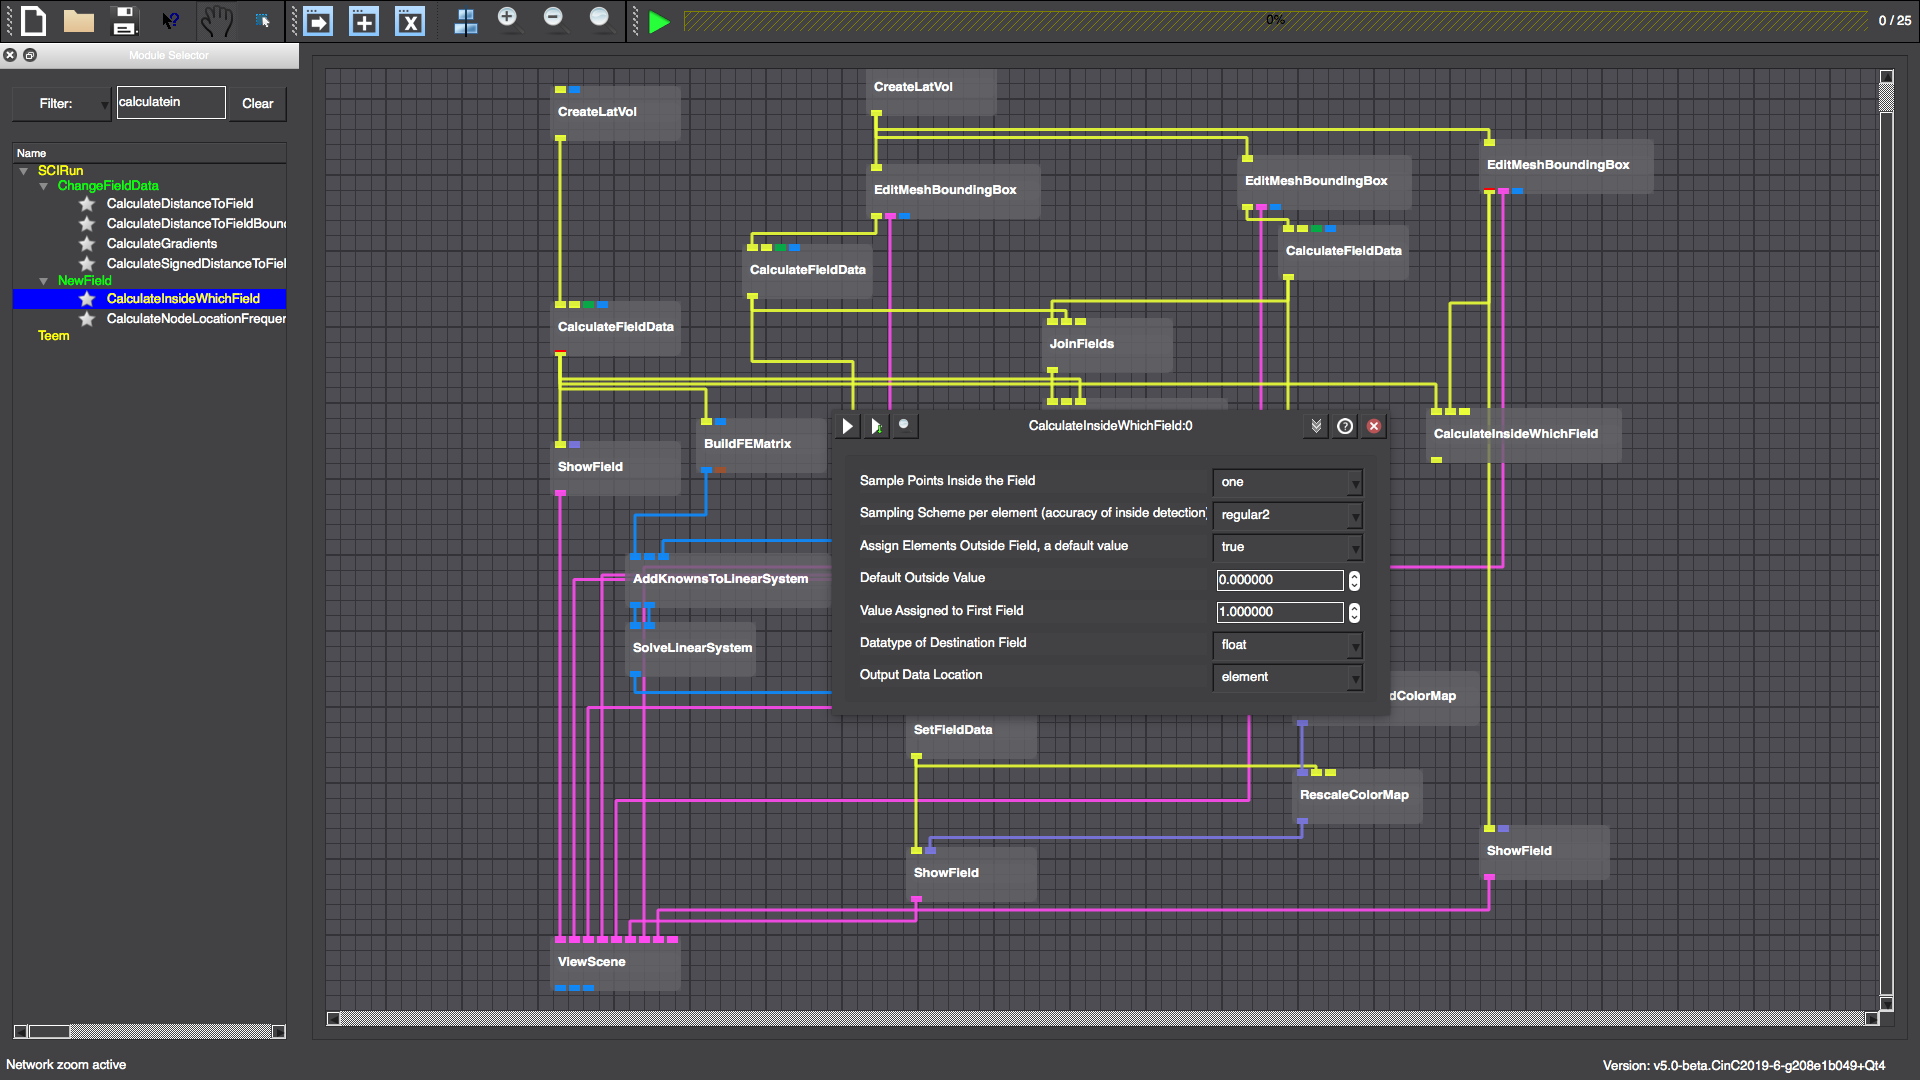 0%
0 / 25
Module Selector
Filter:
calculatein
Clear
Name
SCIRun
ChangeFieldData
CalculateDistanceToField
CalculateDistanceToFieldBoun
CalculateGradients
CalculateSignedDistanceToFiel
NewField
CalculateInsideWhichField
CalculateNodeLocationFrequen
Teem
CreateLatVol
CreateLatVol
EditMeshBoundingBox
EditMeshBoundingBox
EditMeshBoundingBox
CalculateFieldData
CalculateFieldData
CalculateFieldData
JoinFields
BuildFEMatrix
ShowField
CalculateInsideWhichField
CalculateInsideWhichField:0
Sample Points Inside the Field
one
Sampling Scheme per element (accuracy of inside detection)
regular2
Assign Elements Outside Field, a default value
true
Default Outside Value
0.000000
Value Assigned to First Field
1.000000
Datatype of Destination Field
float
Output Data Location
element
AddKnownsToLinearSystem
SolveLinearSystem
dColorMap
SetFieldData
RescaleColorMap
ShowField
ShowField
ViewScene
Network zoom active
Version: v5.0-beta.CinC2019-6-g208e1b049+Qt4